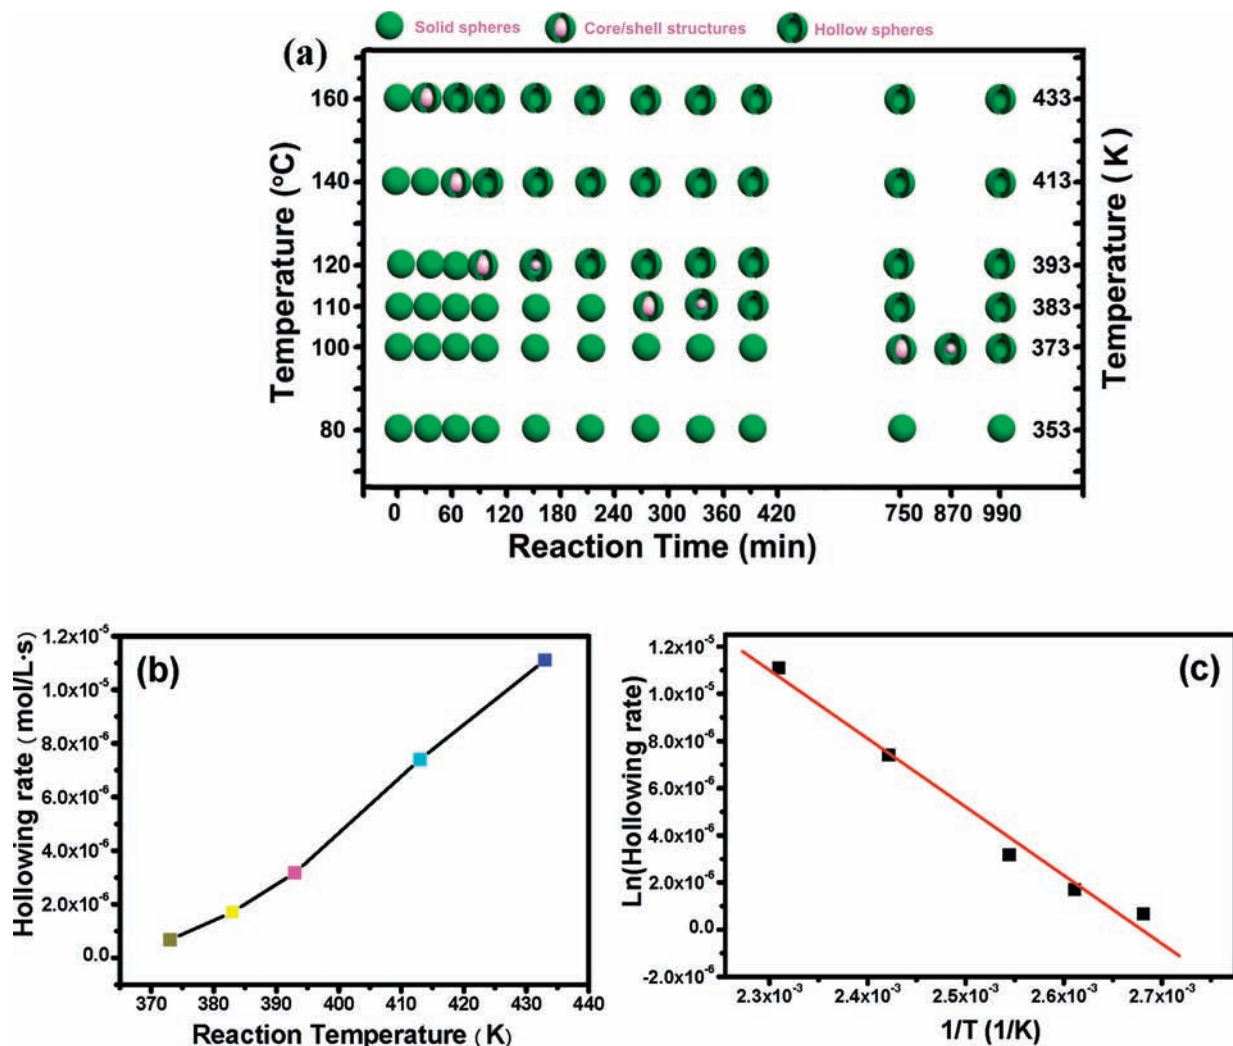 Solid spheres Core/shell structures Hollow spheres
(a)
Temperature (°C)
160
140
120
110
100
80
433
413
393
383
373
353
Temperature ( K )
0 60 120 180 240 300 360 420 750 870 990
Reaction Time (min)
(b)
Hollowing rate ( mol/L·s)
1.2x10⁻⁵
1.0x10⁻⁵
8.0x10⁻⁶
6.0x10⁻⁶
4.0x10⁻⁶
2.0x10⁻⁶
0.0
370 380 390 400 410 420 430 440
Reaction Temperature ( K)
(c)
Ln(Hollowing rate)
1.2x10⁻⁵
1.0x10⁻⁵
8.0x10⁻⁶
6.0x10⁻⁶
4.0x10⁻⁶
2.0x10⁻⁶
0.0
-2.0x10⁻⁶
2.3x10⁻³ 2.4x10⁻³ 2.5x10⁻³ 2.6x10⁻³ 2.7x10⁻³
1/T (1/K)